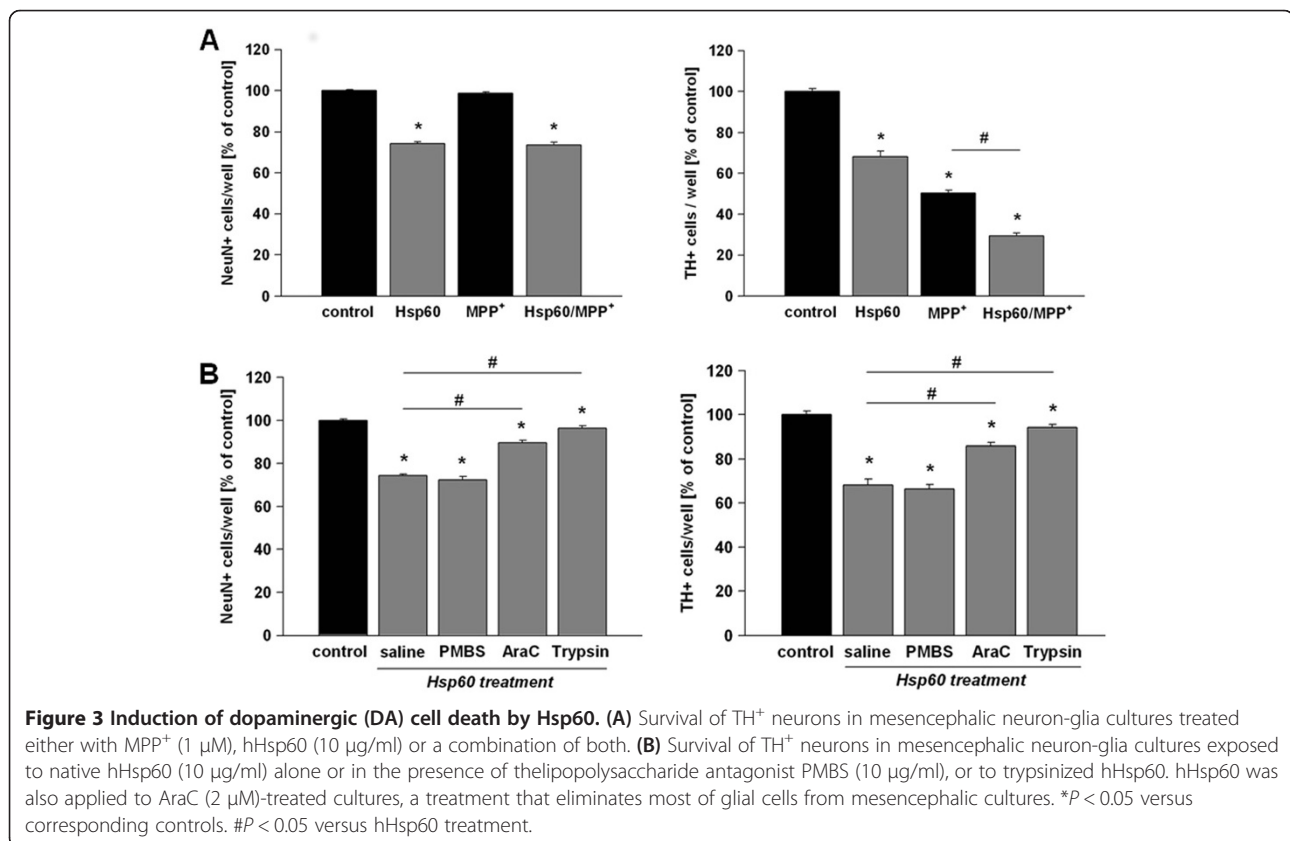 A
NeuN+ cells/well [% of control]
120
100
80
60
40
20
0
*
*
control Hsp60 MPP⁺ Hsp60/MPP⁺
TH+ cells / well [% of control]
120
100
80
60
40
20
0
*
*
#
*
control Hsp60 MPP⁺ Hsp60/MPP⁺
B
NeuN+ cells/well [% of control]
120
100
80
60
40
20
0
#
#
*
*
*
*
control saline PMBS AraC Trypsin
Hsp60 treatment
TH+ cells/well [% of control]
120
100
80
60
40
20
0
#
#
*
*
*
*
control saline PMBS AraC Trypsin
Hsp60 treatment
Figure 3 Induction of dopaminergic (DA) cell death by Hsp60. (A) Survival of TH⁺ neurons in mesencephalic neuron-glia cultures treated
either with MPP⁺ (1 μM), hHsp60 (10 μg/ml) or a combination of both. (B) Survival of TH⁺ neurons in mesencephalic neuron-glia cultures exposed
to native hHsp60 (10 μg/ml) alone or in the presence of thelipopolysaccharide antagonist PMBS (10 μg/ml), or to trypsinized hHsp60. hHsp60 was
also applied to AraC (2 μM)-treated cultures, a treatment that eliminates most of glial cells from mesencephalic cultures. *P < 0.05 versus
corresponding controls. #P < 0.05 versus hHsp60 treatment.